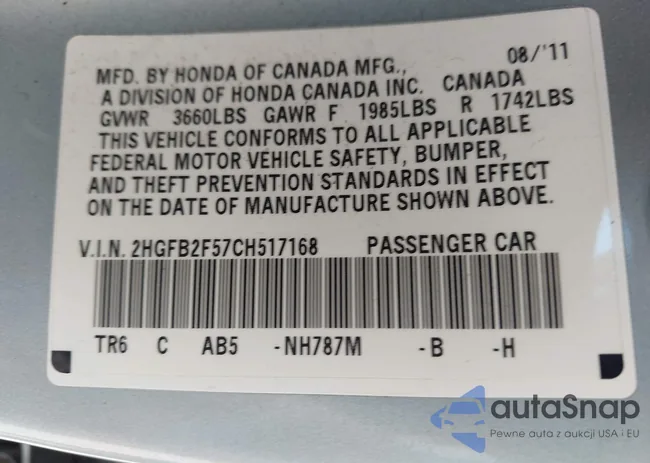 MFD. BY HONDA OF CANADA MFG., 08/'11
A DIVISION OF HONDA CANADA INC. CANADA
GVWR 3660LBS GAWR F 1985LBS R 1742LBS
THIS VEHICLE CONFORMS TO ALL APPLICABLE
FEDERAL MOTOR VEHICLE SAFETY, BUMPER,
AND THEFT PREVENTION STANDARDS IN EFFECT
ON THE DATE OF MANUFACTURE SHOWN ABOVE.
V.I.N. 2HGFB2F57CH517168 PASSENGER CAR
TR6 C AB5 -NH787M -B -H
autaSnap
Pewne auta z aukcji USA i EU